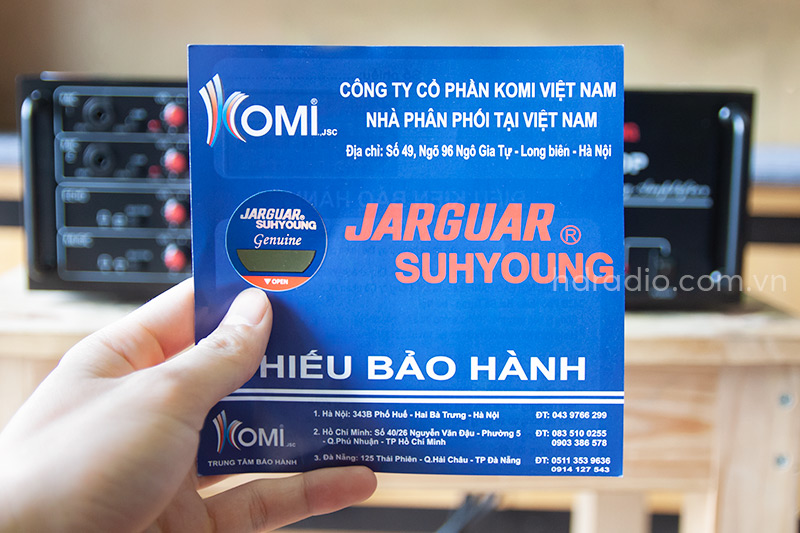 KOMI® .,JSC
CÔNG TY CỔ PHẦN KOMI VIỆT NAM
NHÀ PHÂN PHỐI TẠI VIỆT NAM
Địa chỉ: Số 49, Ngõ 96 Ngô Gia Tự - Long biên - Hà Nội
JARGUAR®
SUHYOUNG
Genuine
▼ OPEN
JARGUAR ®
SUHYOUNG
hdradio.com.vn
HIẾU BẢO HÀNH
KOMI .,JSC
TRUNG TÂM BẢO HÀNH
1. Hà Nội: 343B Phố Huế - Hai Bà Trưng - Hà Nội ĐT: 043 9766 299
2. Hồ Chí Minh: Số 40/26 Nguyễn Văn Đậu - Phường 5 ĐT: 083 510 0255
- Q.Phú Nhuận - TP Hồ Chí Minh 0903 386 578
3. Đà Nẵng: 125 Thái Phiên - Q.Hải Châu - TP Đà Nẵng ĐT: 0511 353 9636
0914 127 543